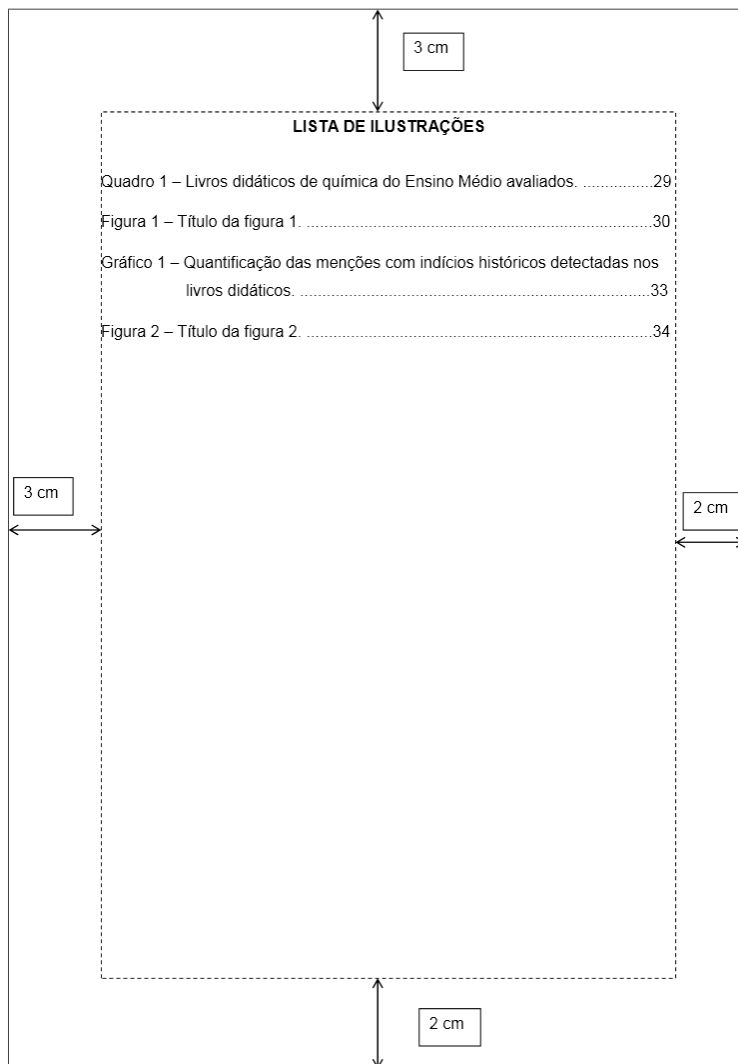 3 cm
LISTA DE ILUSTRAÇÕES
Quadro 1 – Livros didáticos de química do Ensino Médio avaliados. ................29
Figura 1 – Título da figura 1. ...............................................................................30
Gráfico 1 – Quantificação das menções com indícios históricos detectadas nos
livros didáticos. ................................................................................33
Figura 2 – Título da figura 2. ...............................................................................34
3 cm
2 cm
2 cm